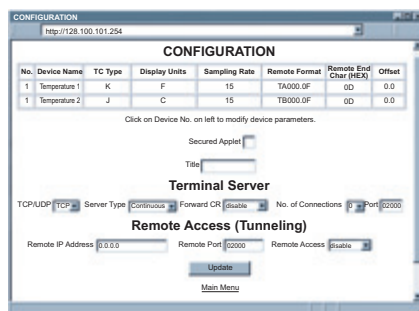 CONFIGURATION
http://128.100.101.254
CONFIGURATION
No. Device Name TC Type Display Units Sampling Rate Remote Format Remote End Char (HEX) Offset
1 Temperature 1 K F 15 TA000.0F 0D 0.0
1 Temperature 2 J C 15 TB000.0F 0D 0.0
Click on Device No. on left to modify device parameters.
Secured Applet
Title
Terminal Server
TCP/UDP TCP Server Type Continuous Forward CR disable No. of Connections 0 Port 02000
Remote Access (Tunneling)
Remote IP Address 0.0.0.0 Remote Port 02000 Remote Access disable
Update
Main Menu